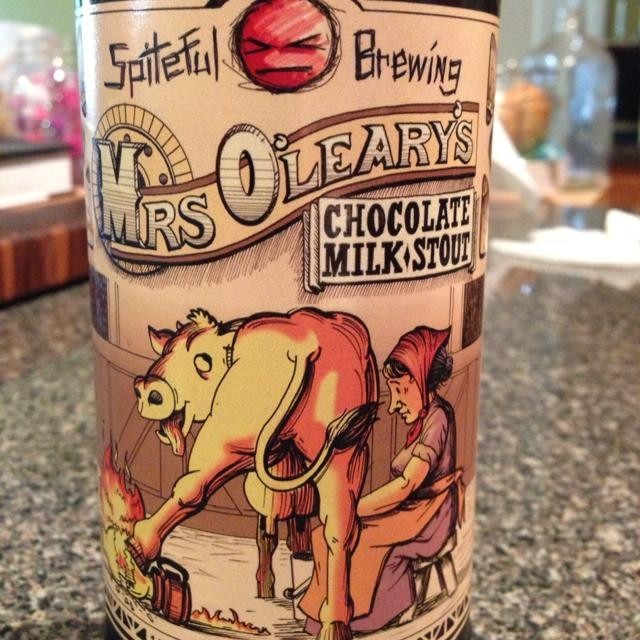 Spiteful Brewing
Mrs O'Leary's
CHOCOLATE
MILK STOUT